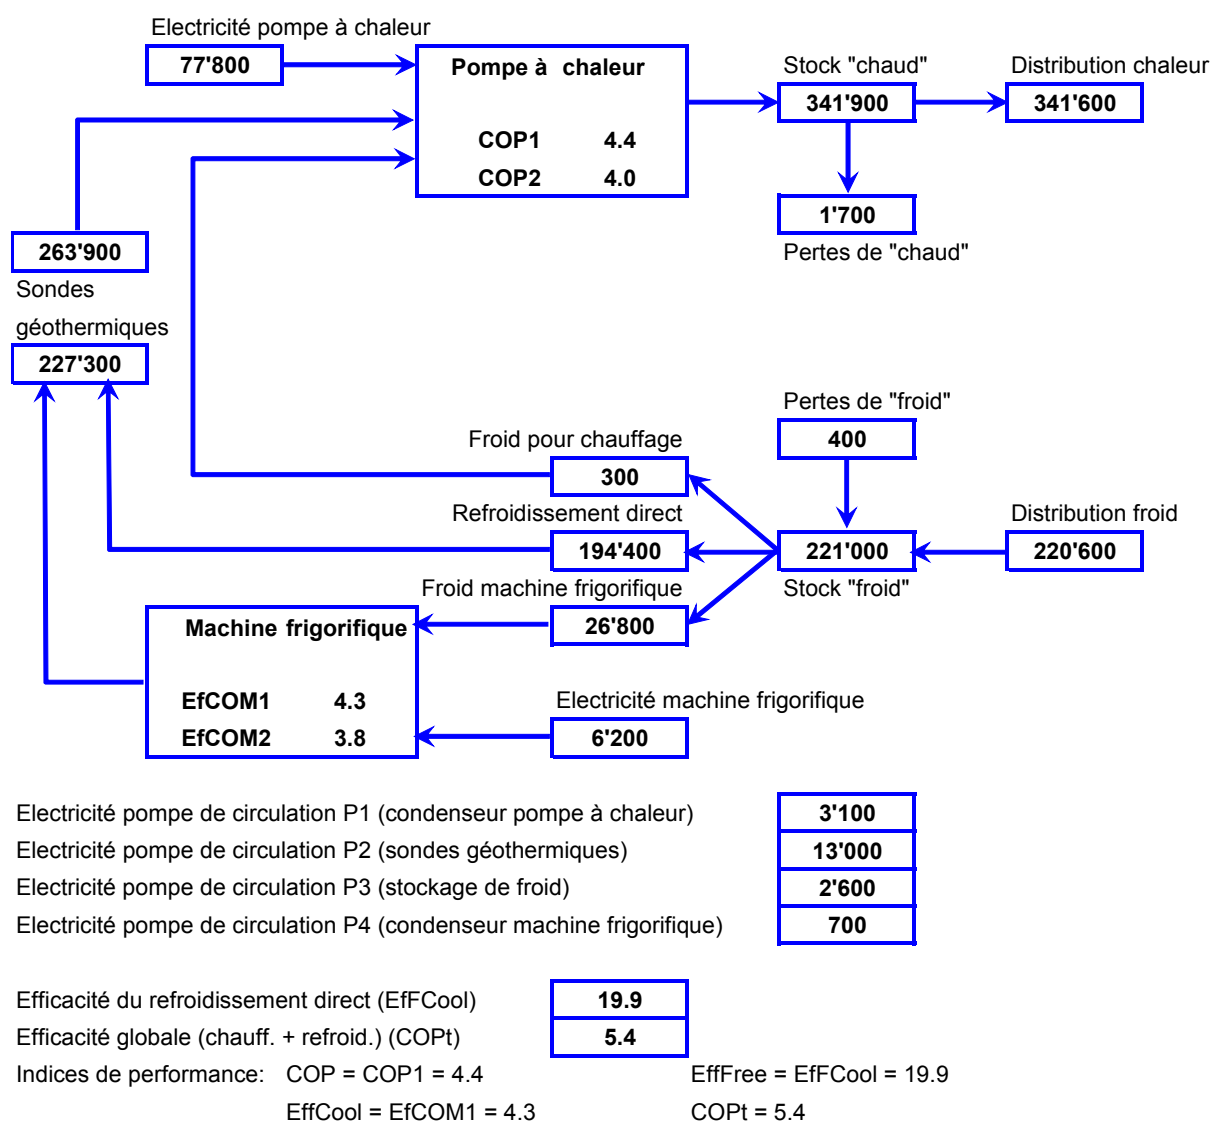 Electricité pompe à chaleur
77'800
Pompe à chaleur
COP1 4.4
COP2 4.0
Stock "chaud"
341'900
Distribution chaleur
341'600
1'700
Pertes de "chaud"
263'900
Sondes
géothermiques
227'300
Pertes de "froid"
400
Froid pour chauffage
300
Refroidissement direct
194'400
221'000
Stock "froid"
Distribution froid
220'600
Froid machine frigorifique
26'800
Machine frigorifique
EfCOM1 4.3
EfCOM2 3.8
Electricité machine frigorifique
6'200
Electricité pompe de circulation P1 (condenseur pompe à chaleur) 3'100
Electricité pompe de circulation P2 (sondes géothermiques) 13'000
Electricité pompe de circulation P3 (stockage de froid) 2'600
Electricité pompe de circulation P4 (condenseur machine frigorifique) 700
Efficacité du refroidissement direct (EfFCool) 19.9
Efficacité globale (chauff. + refroid.) (COPt) 5.4
Indices de performance: COP = COP1 = 4.4 EffFree = EfFCool = 19.9
EffCool = EfCOM1 = 4.3 COPt = 5.4